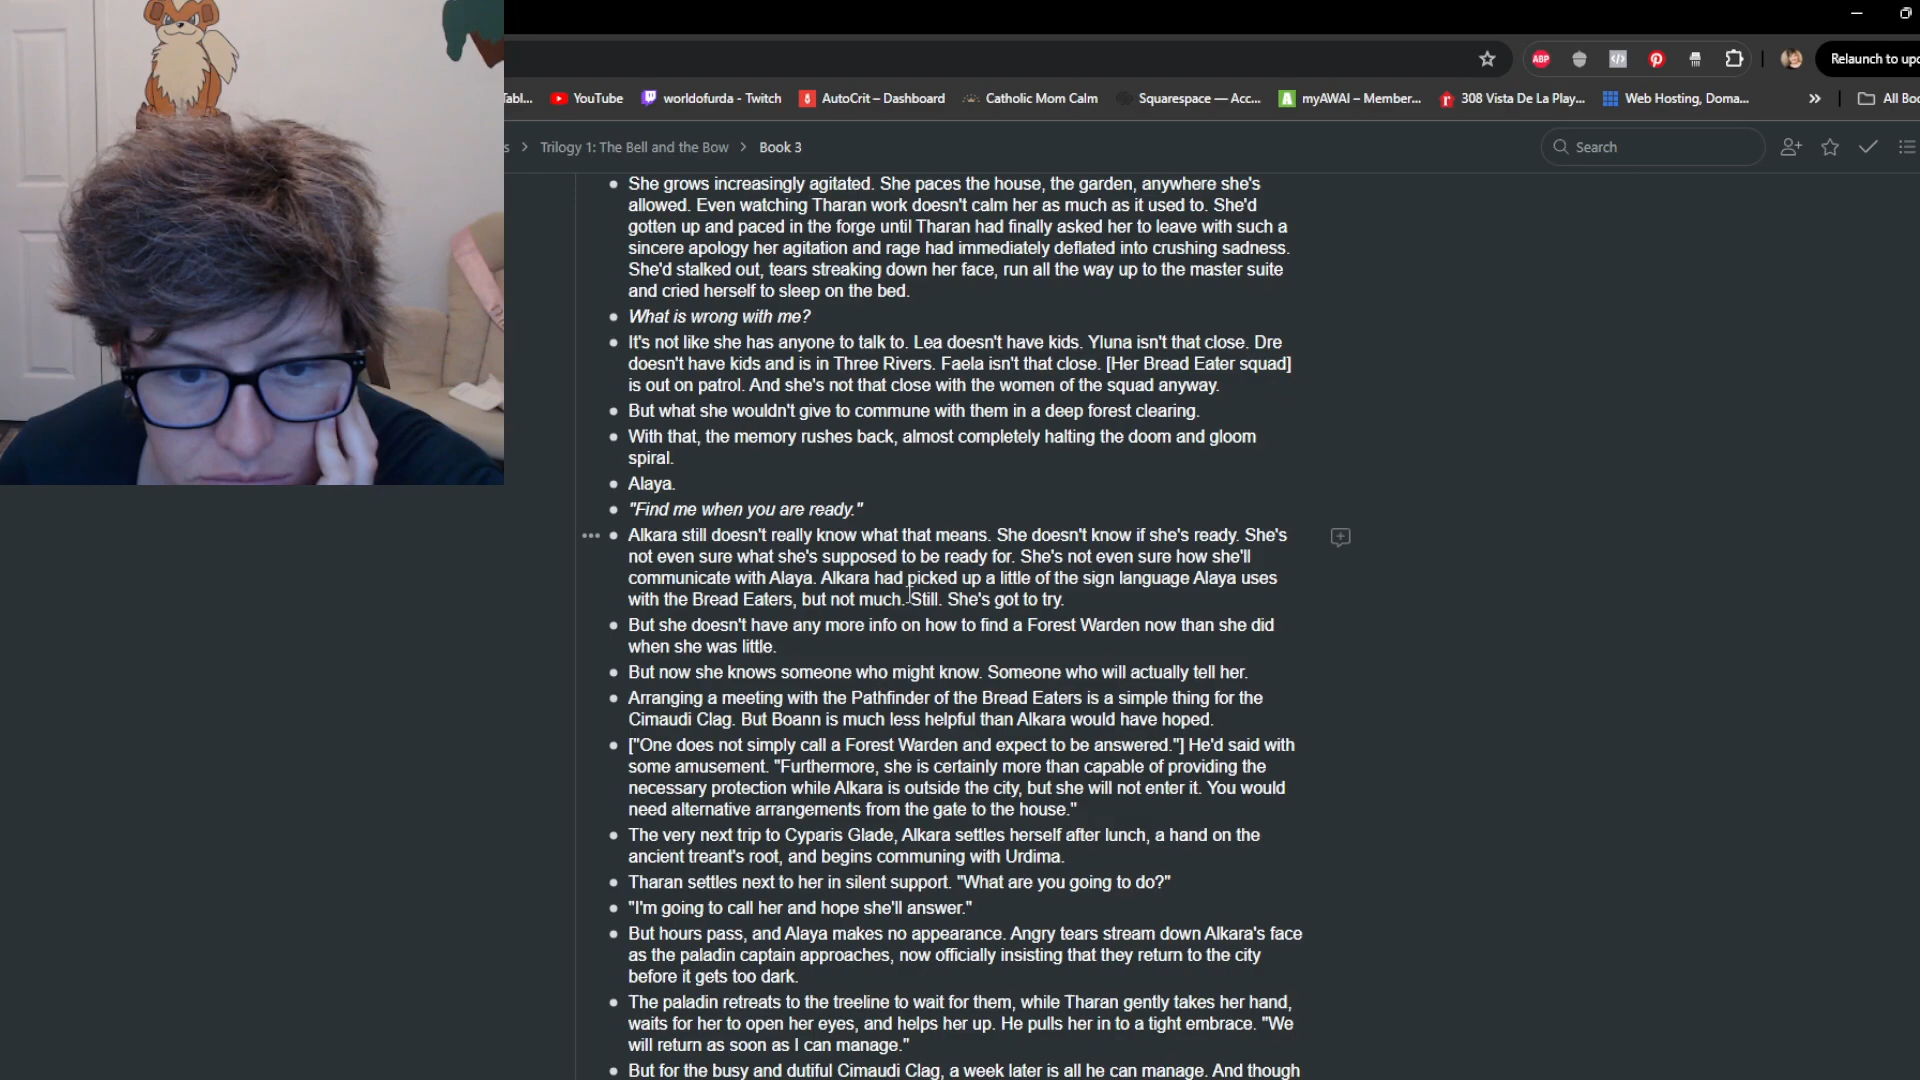 Relaunch to upd
Tabl...
YouTube
worldofurda - Twitch
AutoCrit – Dashboard
Catholic Mom Calm
Squarespace — Acc...
myAWAI – Member...
308 Vista De La Play...
Web Hosting, Doma...
»
All Boo
s > Trilogy 1: The Bell and the Bow > Book 3
Search
ABP
She grows increasingly agitated. She paces the house, the garden, anywhere she's
allowed. Even watching Tharan work doesn't calm her as much as it used to. She'd
gotten up and paced in the forge until Tharan had finally asked her to leave with such a
sincere apology her agitation and rage had immediately deflated into crushing sadness.
She'd stalked out, tears streaking down her face, run all the way up to the master suite
and cried herself to sleep on the bed.
What is wrong with me?
It's not like she has anyone to talk to. Lea doesn't have kids. Yluna isn't that close. Dre
doesn't have kids and is in Three Rivers. Faela isn't that close. [Her Bread Eater squad]
is out on patrol. And she's not that close with the women of the squad anyway.
But what she wouldn't give to commune with them in a deep forest clearing.
With that, the memory rushes back, almost completely halting the doom and gloom
spiral.
Alaya.
"Find me when you are ready."
Alkara still doesn't really know what that means. She doesn't know if she's ready. She's
not even sure what she's supposed to be ready for. She's not even sure how she'll
communicate with Alaya. Alkara had picked up a little of the sign language Alaya uses
with the Bread Eaters, but not much. Still. She's got to try.
But she doesn't have any more info on how to find a Forest Warden now than she did
when she was little.
But now she knows someone who might know. Someone who will actually tell her.
Arranging a meeting with the Pathfinder of the Bread Eaters is a simple thing for the
Cimaudi Clag. But Boann is much less helpful than Alkara would have hoped.
["One does not simply call a Forest Warden and expect to be answered."] He'd said with
some amusement. "Furthermore, she is certainly more than capable of providing the
necessary protection while Alkara is outside the city, but she will not enter it. You would
need alternative arrangements from the gate to the house."
The very next trip to Cyparis Glade, Alkara settles herself after lunch, a hand on the
ancient treant's root, and begins communing with Urdima.
Tharan settles next to her in silent support. "What are you going to do?"
"I'm going to call her and hope she'll answer."
But hours pass, and Alaya makes no appearance. Angry tears stream down Alkara's face
as the paladin captain approaches, now officially insisting that they return to the city
before it gets too dark.
The paladin retreats to the treeline to wait for them, while Tharan gently takes her hand,
waits for her to open her eyes, and helps her up. He pulls her in to a tight embrace. "We
will return as soon as I can manage."
But for the busy and dutiful Cimaudi Clag, a week later is all he can manage. And though